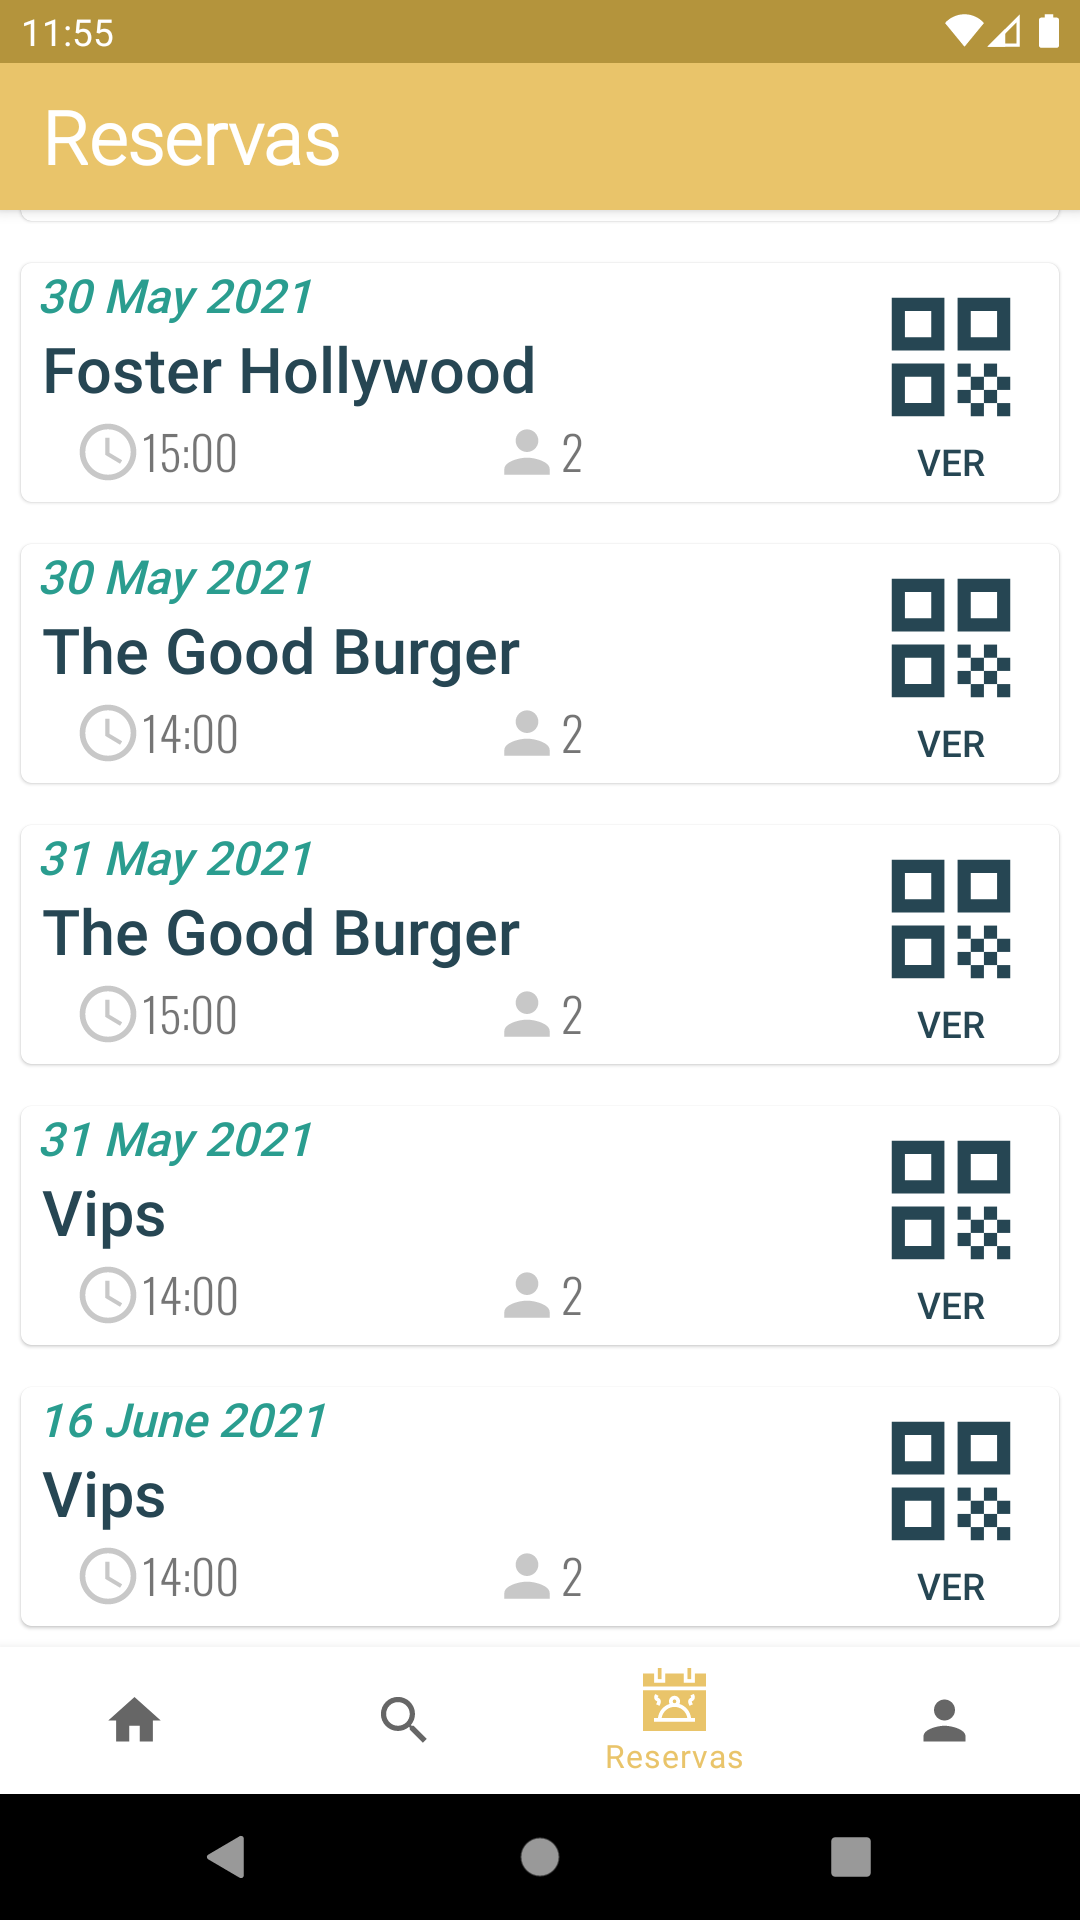 11:55
Reservas
30 May 2021
Foster Hollywood
15:00 2
VER
30 May 2021
The Good Burger
14:00 2
VER
31 May 2021
The Good Burger
15:00 2
VER
31 May 2021
Vips
14:00 2
VER
16 June 2021
Vips
14:00 2
VER
Reservas